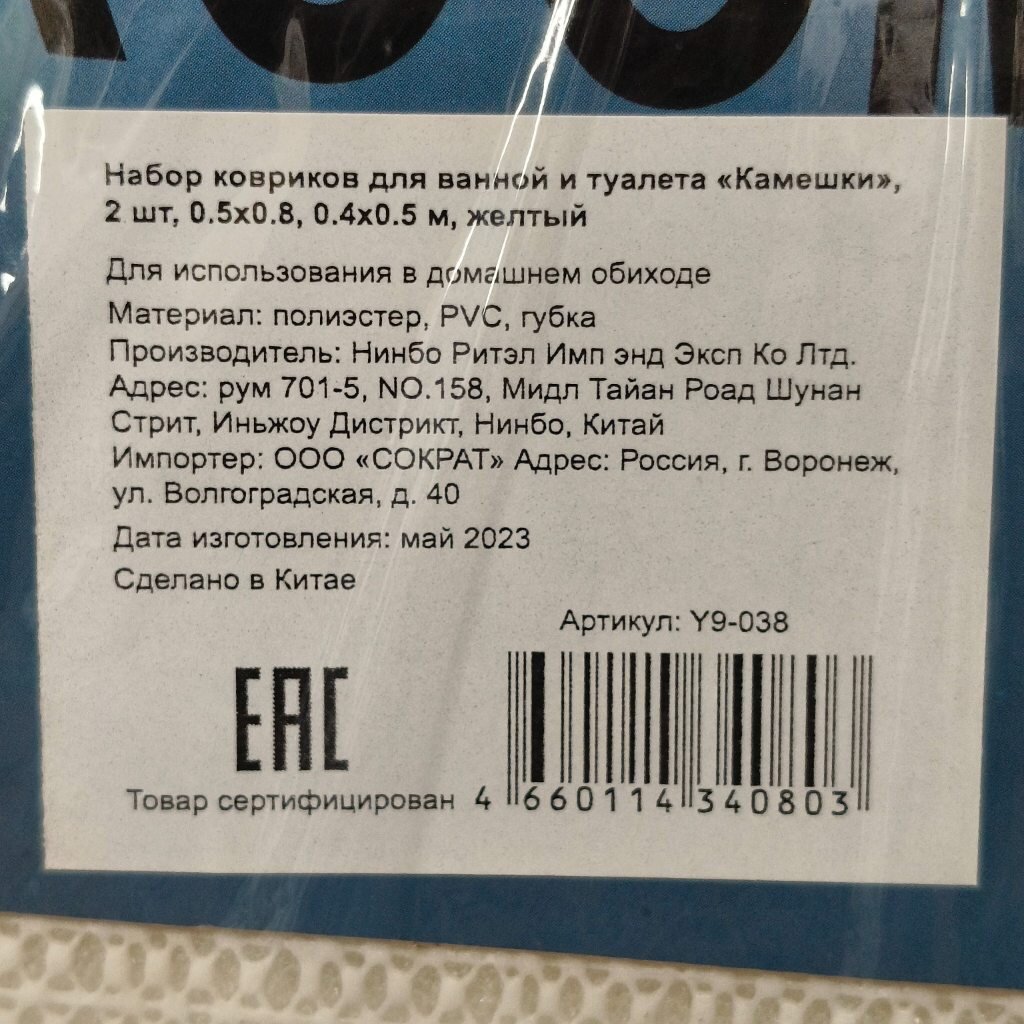 Набор ковриков для ванной и туалета «Камешки»,
2 шт, 0.5x0.8, 0.4x0.5 м, желтый
Для использования в домашнем обиходе
Материал: полиэстер, PVC, губка
Производитель: Нинбо Ритэл Имп энд Эксп Ко Лтд.
Адрес: рум 701-5, NO.158, Мидл Тайан Роад Шунан
Стрит, Иньжоу Дистрикт, Нинбо, Китай
Импортер: ООО «СОКРАТ» Адрес: Россия, г. Воронеж,
ул. Волгоградская, д. 40
Дата изготовления: май 2023
Сделано в Китае
Артикул: Y9-038
EAC
Товар сертифицирован
4 660114 340803